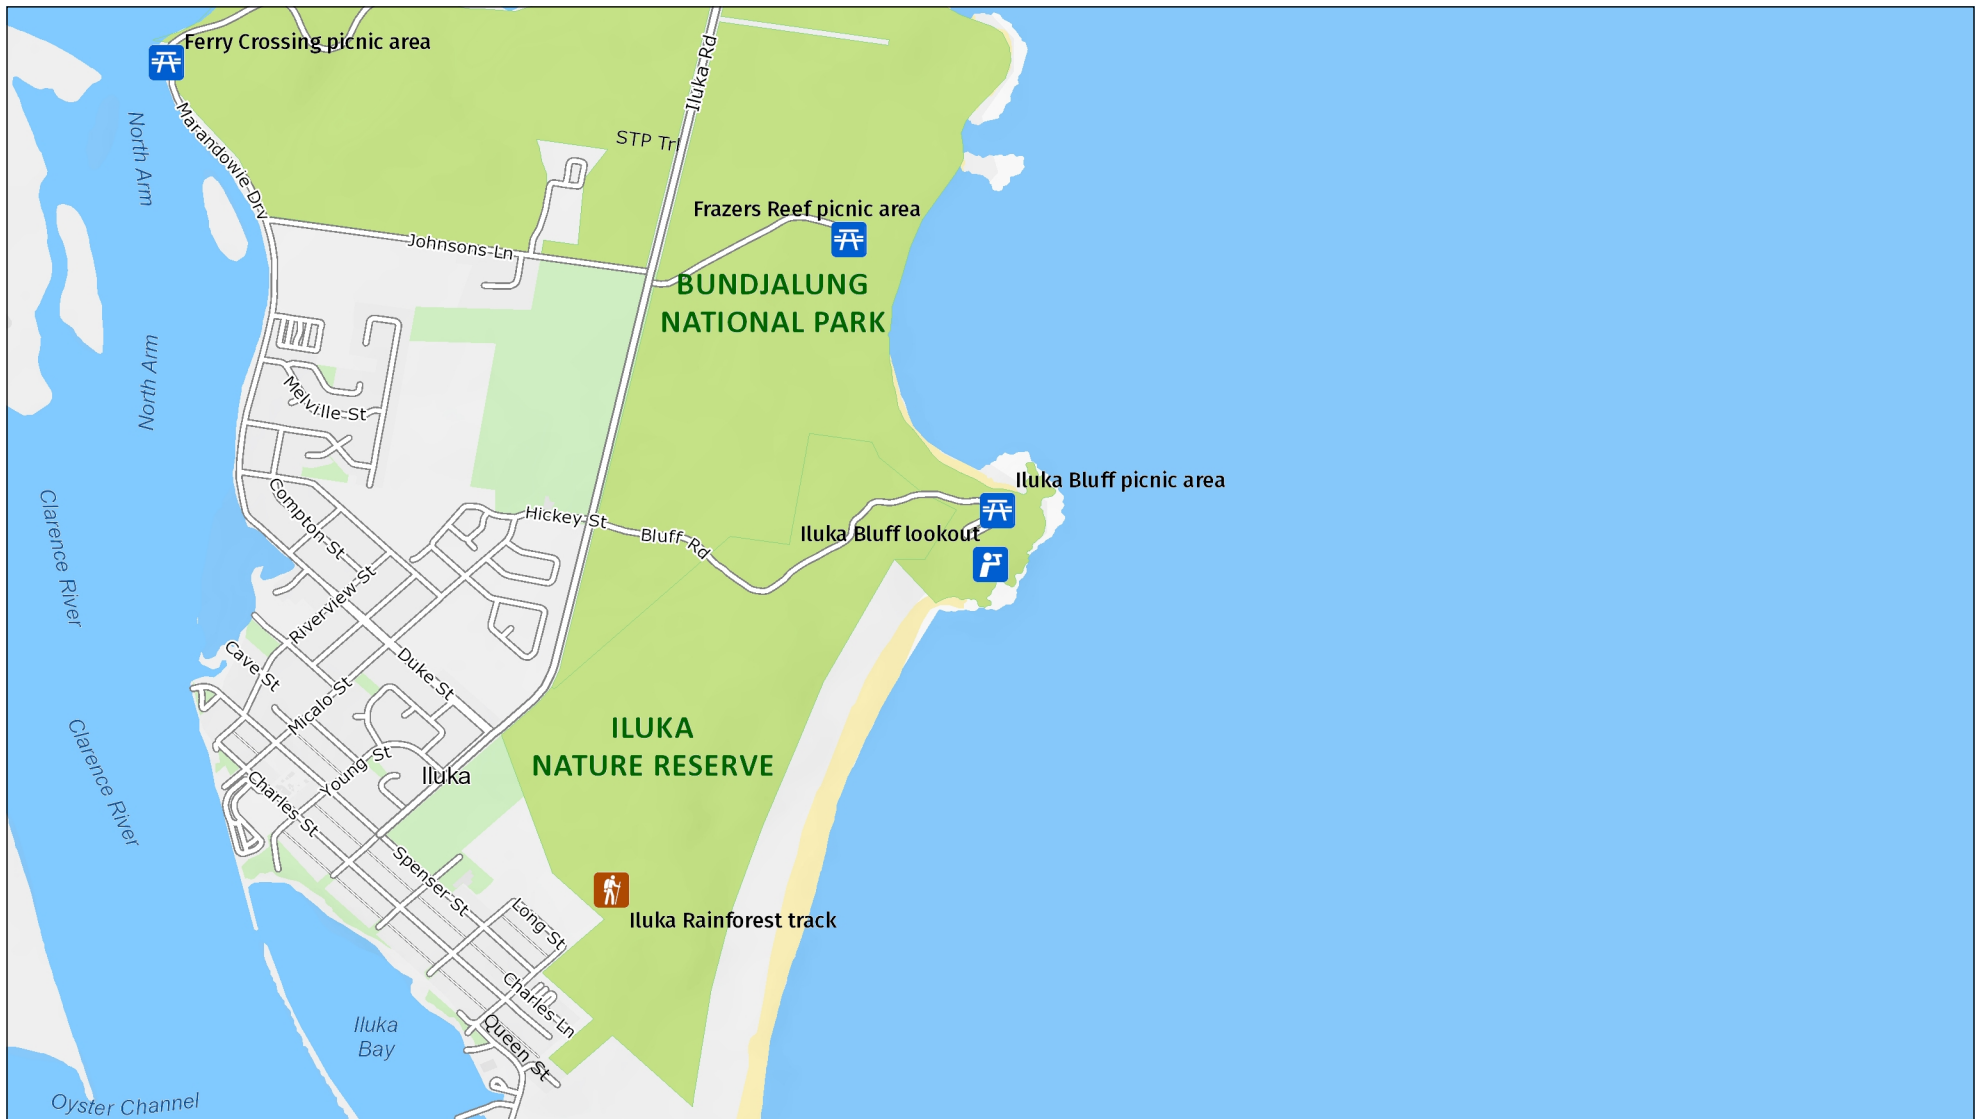 Ferry Crossing picnic area
Iluka-Rd
North Arm
Marandowie-Drv
STP Trl
Frazers Reef picnic area
Johnsons-Ln
BUNDJALUNG
NATIONAL PARK
North Arm
Melville-St
Iluka Bluff picnic area
Compton-St
Hickey-St
Bluff-Rd
Iluka Bluff lookout
Clarence River
Riverview-St
Cave-St
Duke-St
Micalo-St
ILUKA
NATURE RESERVE
Clarence River
Young-St
Iluka
Charles-St
Spenser-St
Long-St
Iluka Rainforest track
Charles-Ln
Iluka
Bay
Queen-St
Oyster Channel